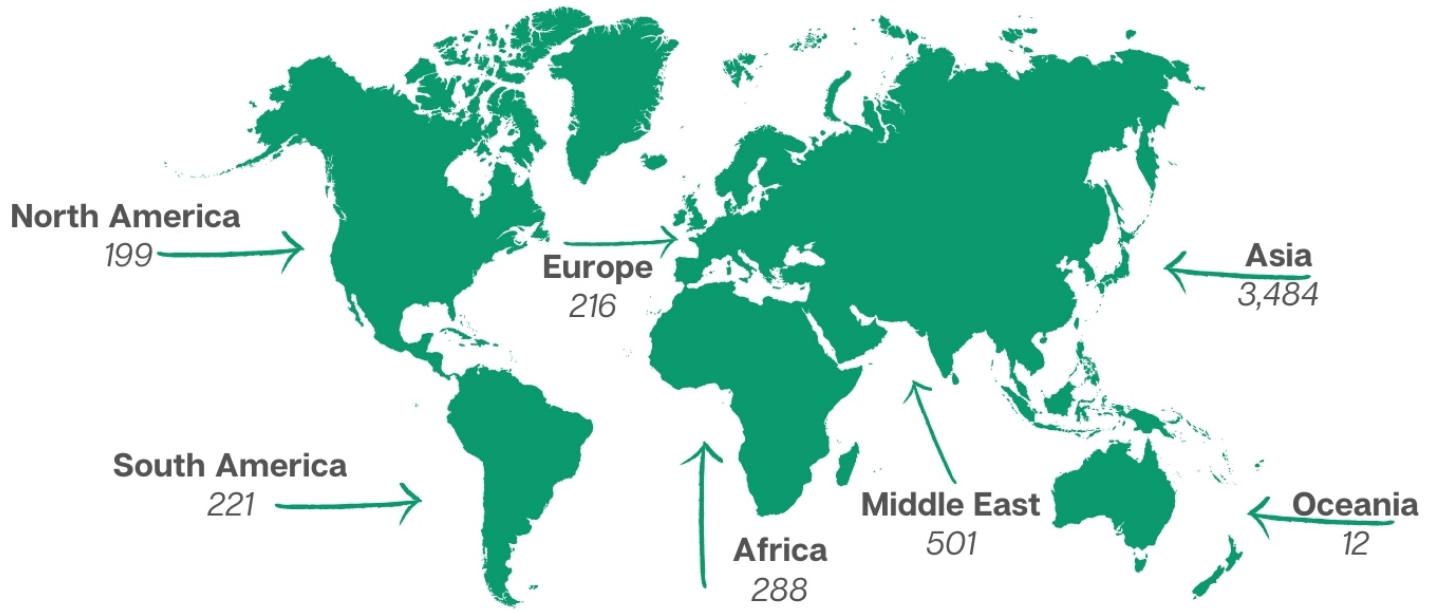 North America
199
Europe
216
Asia
3,484
South America
221
Africa
288
Middle East
501
Oceania
12